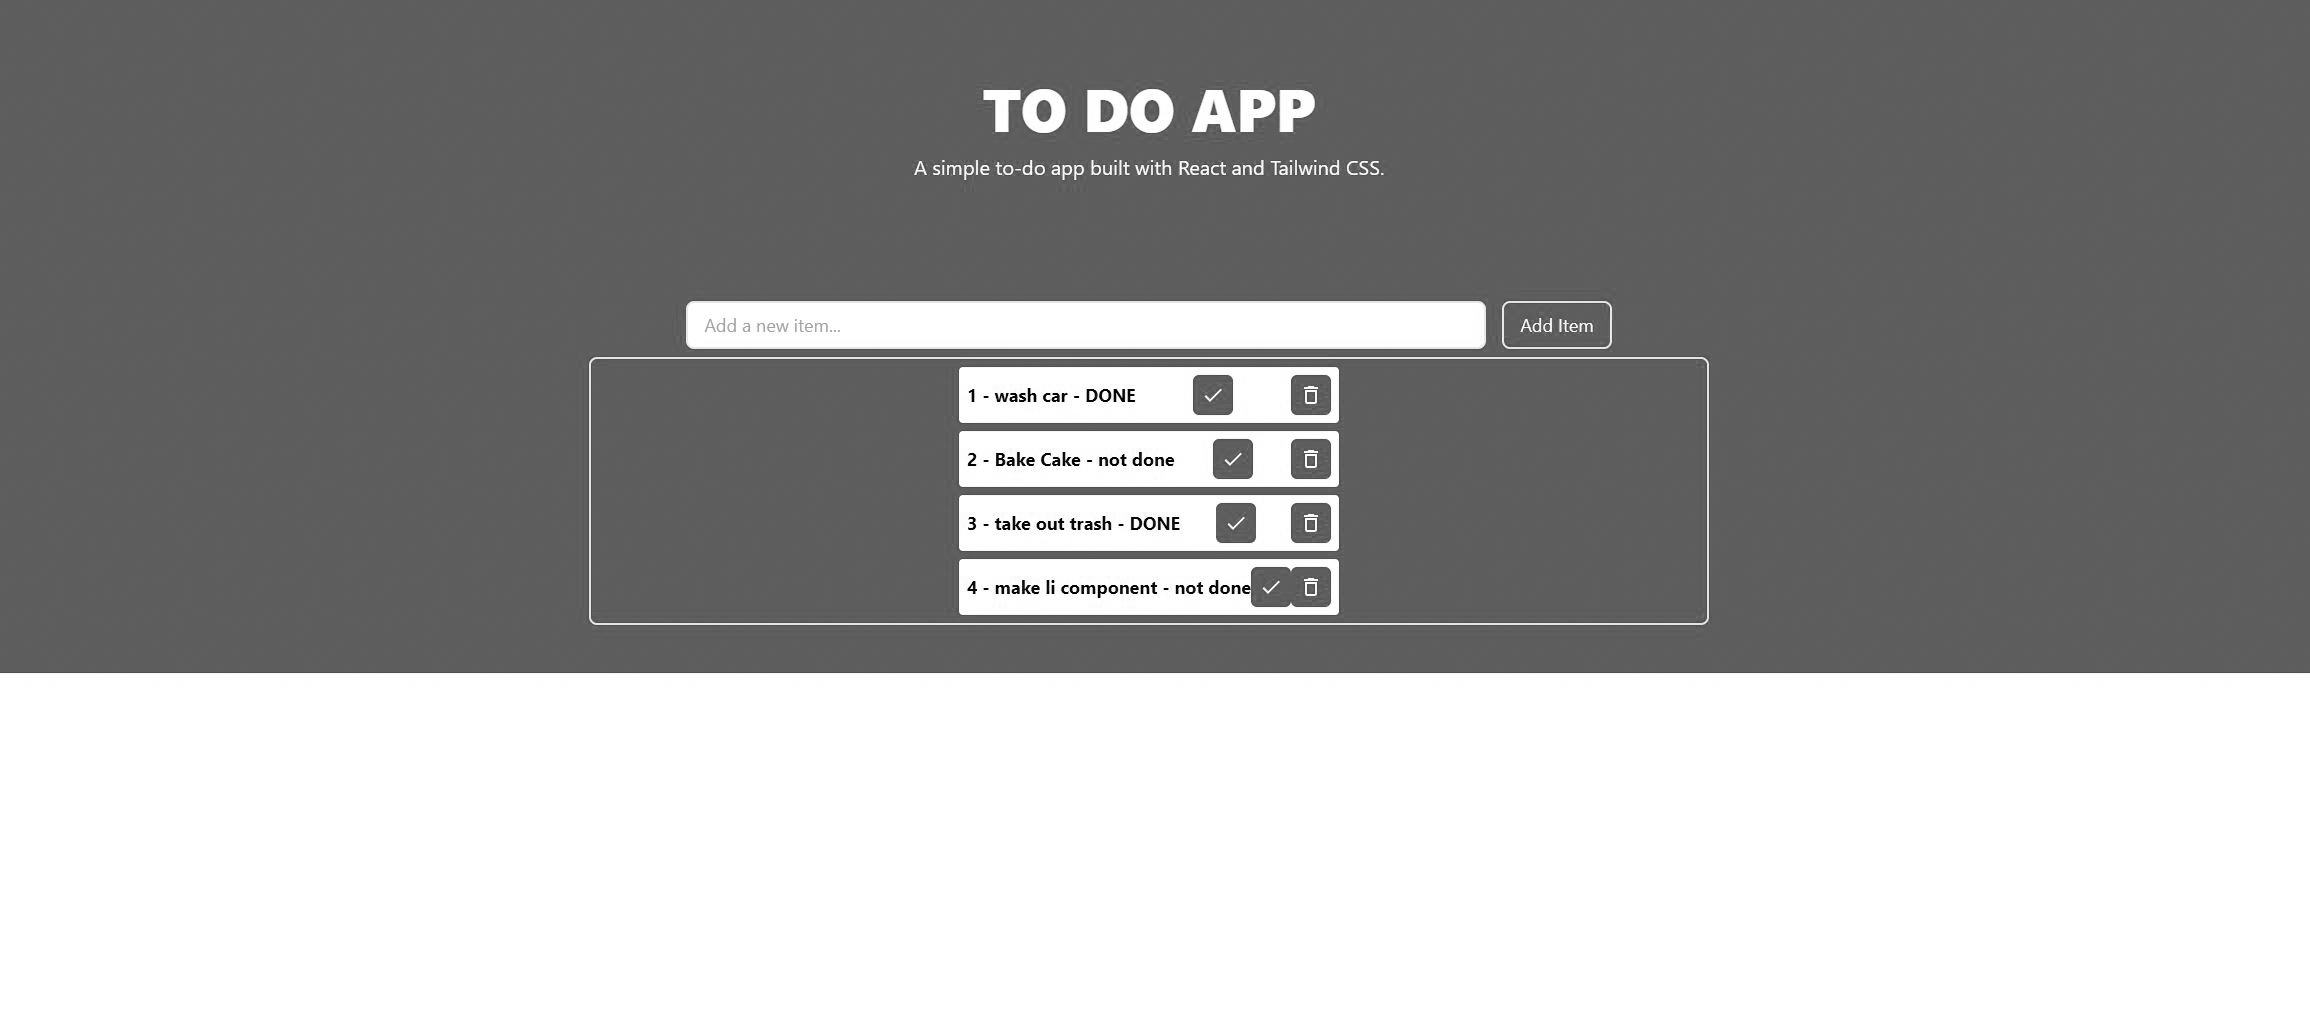 TO DO APP
A simple to-do app built with React and Tailwind CSS.
Add a new item...
Add Item
1 - wash car - DONE
2 - Bake Cake - not done
3 - take out trash - DONE
4 - make li component - not done